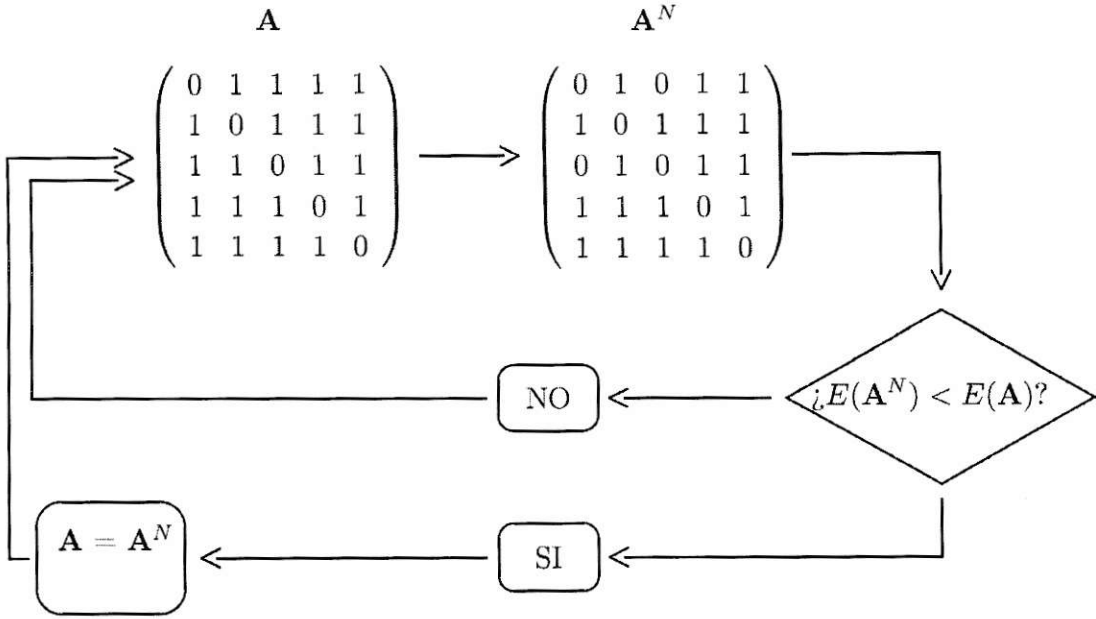 A A^N
0 1 1 1 1
1 0 1 1 1
1 1 0 1 1
1 1 1 0 1
1 1 1 1 0
0 1 0 1 1
1 0 1 1 1
0 1 0 1 1
1 1 1 0 1
1 1 1 1 0
NO
¿E(A^N) < E(A)?
A = A^N
SI